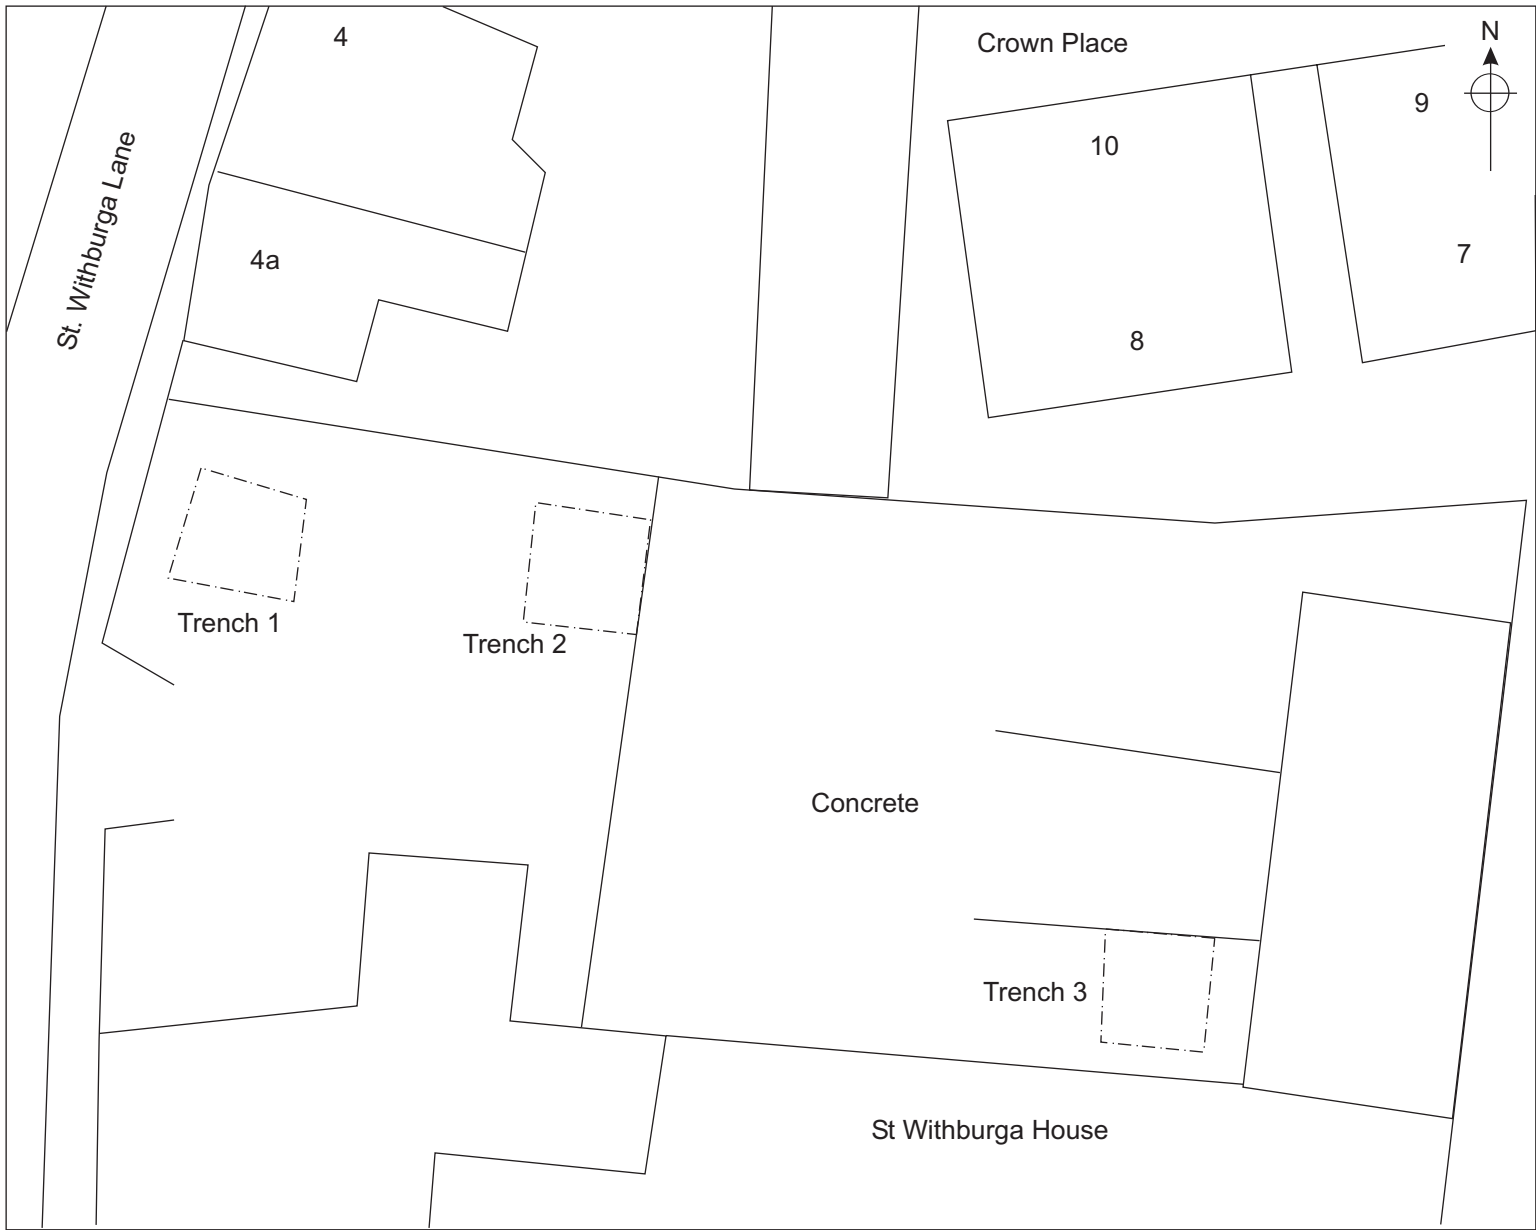 4
Crown Place
N
9
10
St. Withburga Lane
4a
7
8
Trench 1
Trench 2
Concrete
Trench 3
St Withburga House